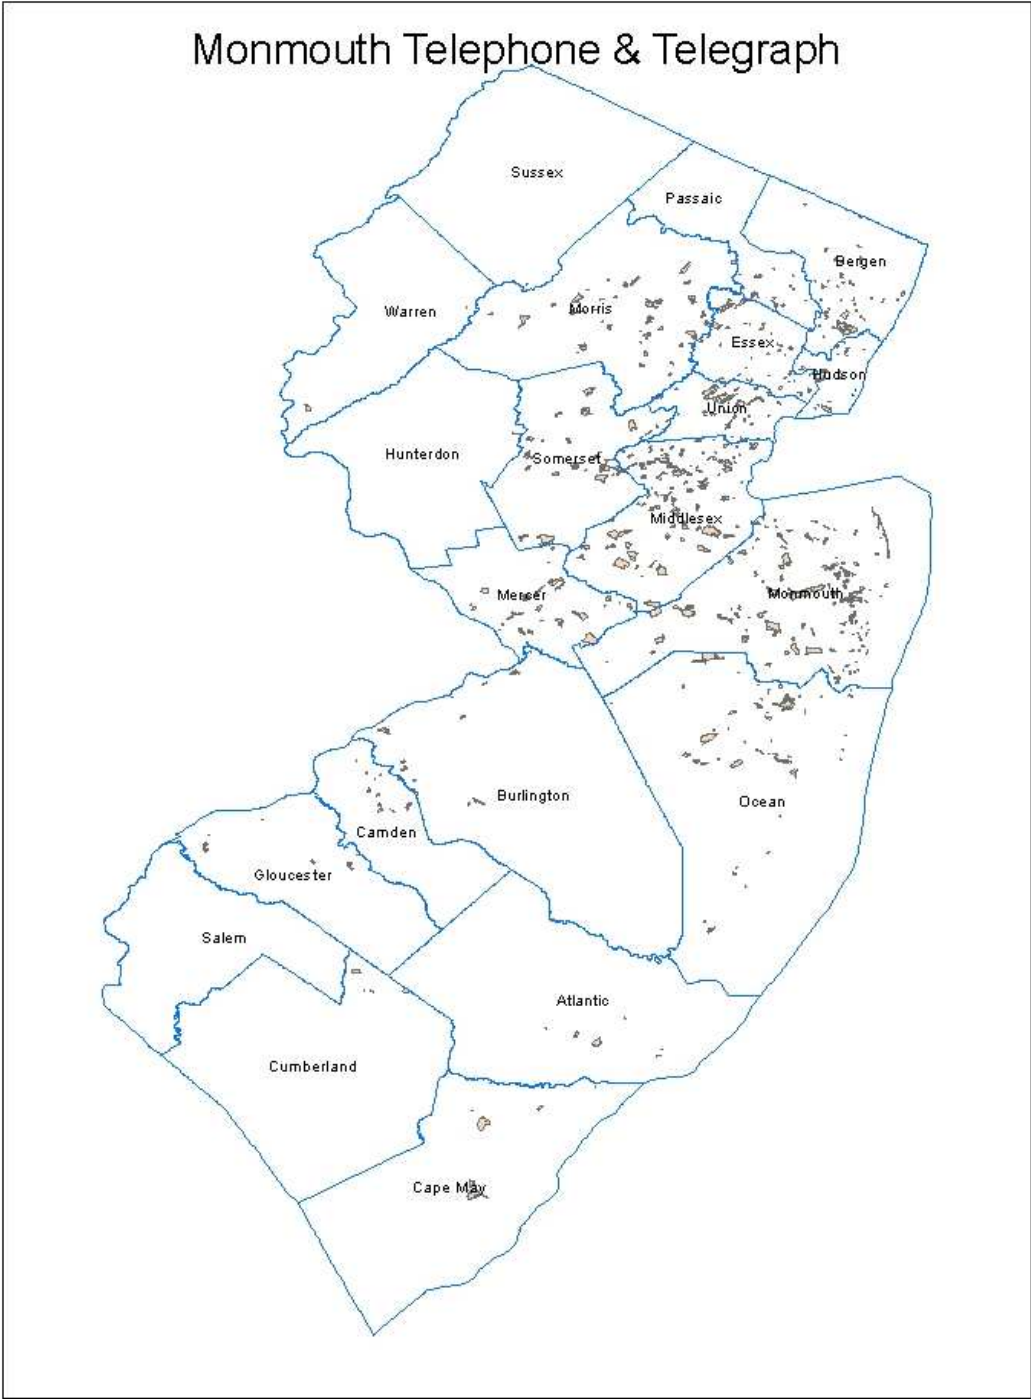 Monmouth Telephone & Telegraph
Sussex
Passaic
Bergen
Warren
Morris
Essex
Hudson
Union
Hunterdon
Somerset
Middlesex
Mercer
Monmouth
Burlington
Ocean
Camden
Gloucester
Salem
Atlantic
Cumberland
Cape May